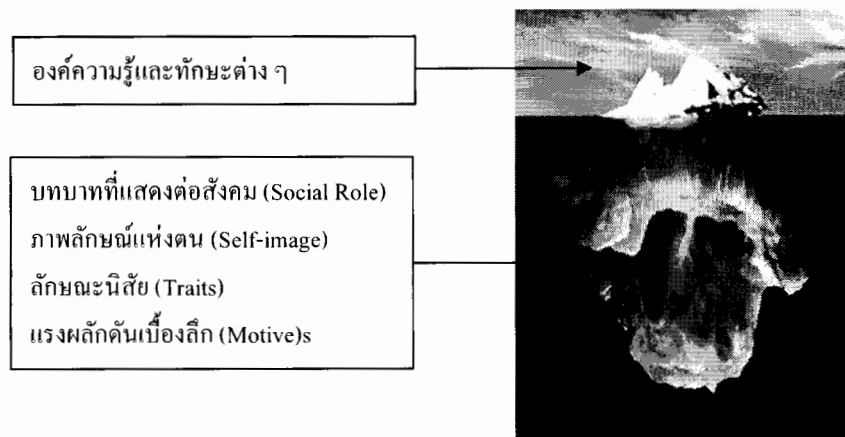 องค์ความรู้และทักษะต่าง ๆ
บทบาทที่แสดงต่อสังคม (Social Role)
ภาพลักษณ์แห่งตน (Self-image)
ลักษณะนิสัย (Traits)
แรงผลักดันเบื้องลึก (Motive)s